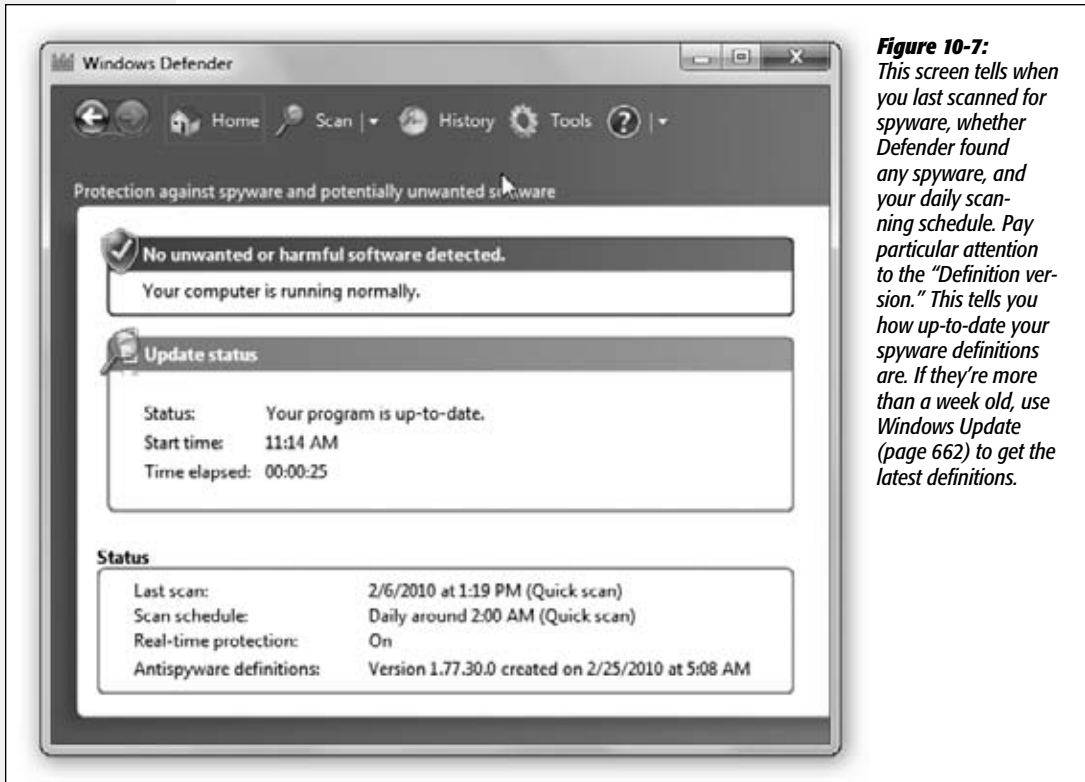 Windows Defender
Home Scan History Tools ?
Protection against spyware and potentially unwanted software
No unwanted or harmful software detected.
Your computer is running normally.
Update status
Status: Your program is up-to-date.
Start time: 11:14 AM
Time elapsed: 00:00:25
Status
Last scan: 2/6/2010 at 1:19 PM (Quick scan)
Scan schedule: Daily around 2:00 AM (Quick scan)
Real-time protection: On
Antispyware definitions: Version 1.77.30.0 created on 2/25/2010 at 5:08 AM
Figure 10-7:
This screen tells when
you last scanned for
spyware, whether
Defender found
any spyware, and
your daily scan-
ning schedule. Pay
particular attention
to the “Definition ver-
sion.” This tells you
how up-to-date your
spyware definitions
are. If they’re more
than a week old, use
Windows Update
(page 662) to get the
latest definitions.